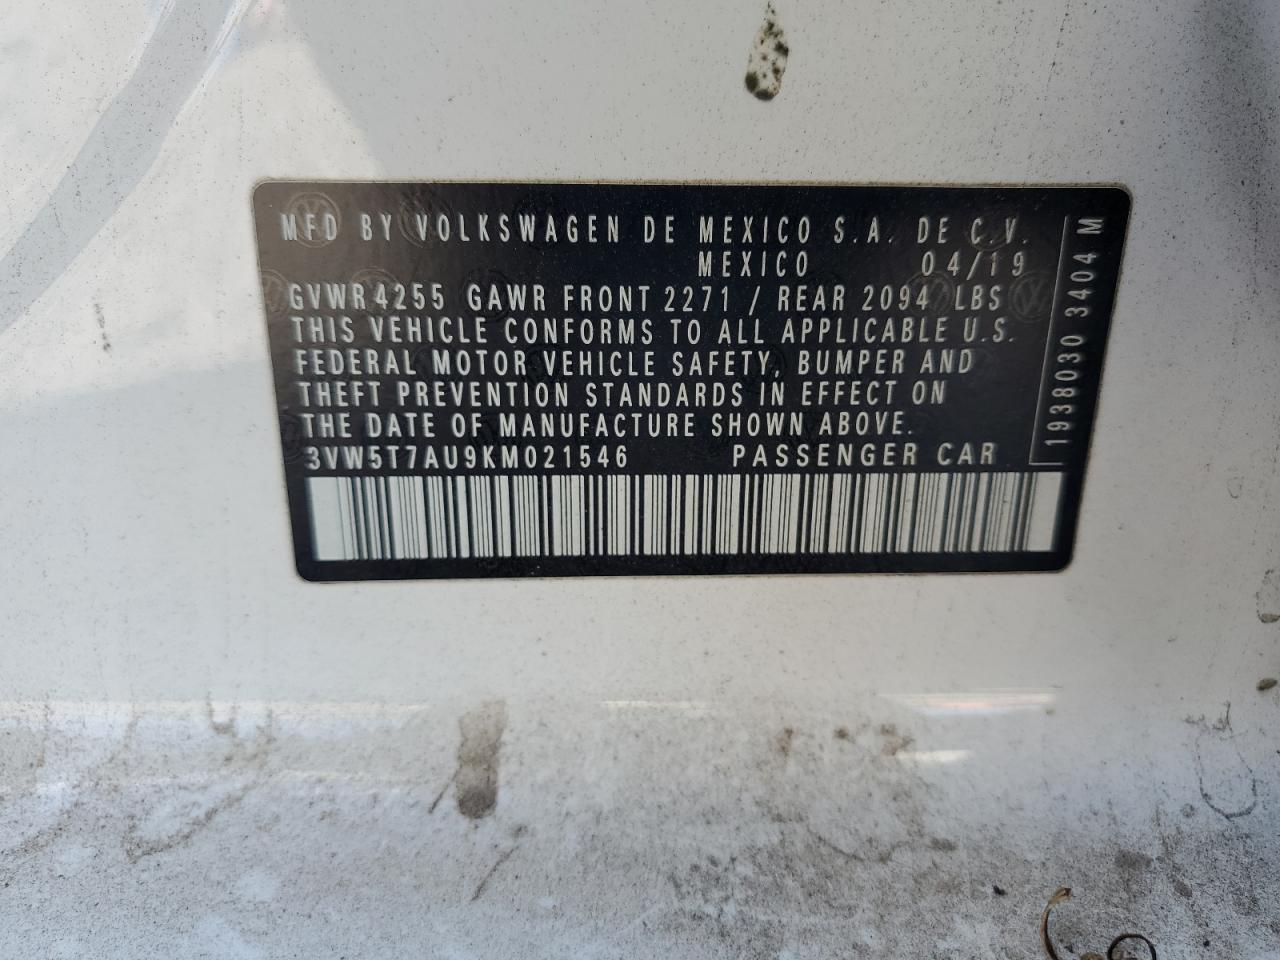 MFD BY VOLKSWAGEN DE MEXICO S.A. DE C.V.
MEXICO 04/19
GVWR 4255 GAWR FRONT 2271 / REAR 2094 LBS
THIS VEHICLE CONFORMS TO ALL APPLICABLE U.S.
FEDERAL MOTOR VEHICLE SAFETY, BUMPER AND
THEFT PREVENTION STANDARDS IN EFFECT ON
THE DATE OF MANUFACTURE SHOWN ABOVE.
3VW5T7AU9KM021546 PASSENGER CAR
1938030 3404 M